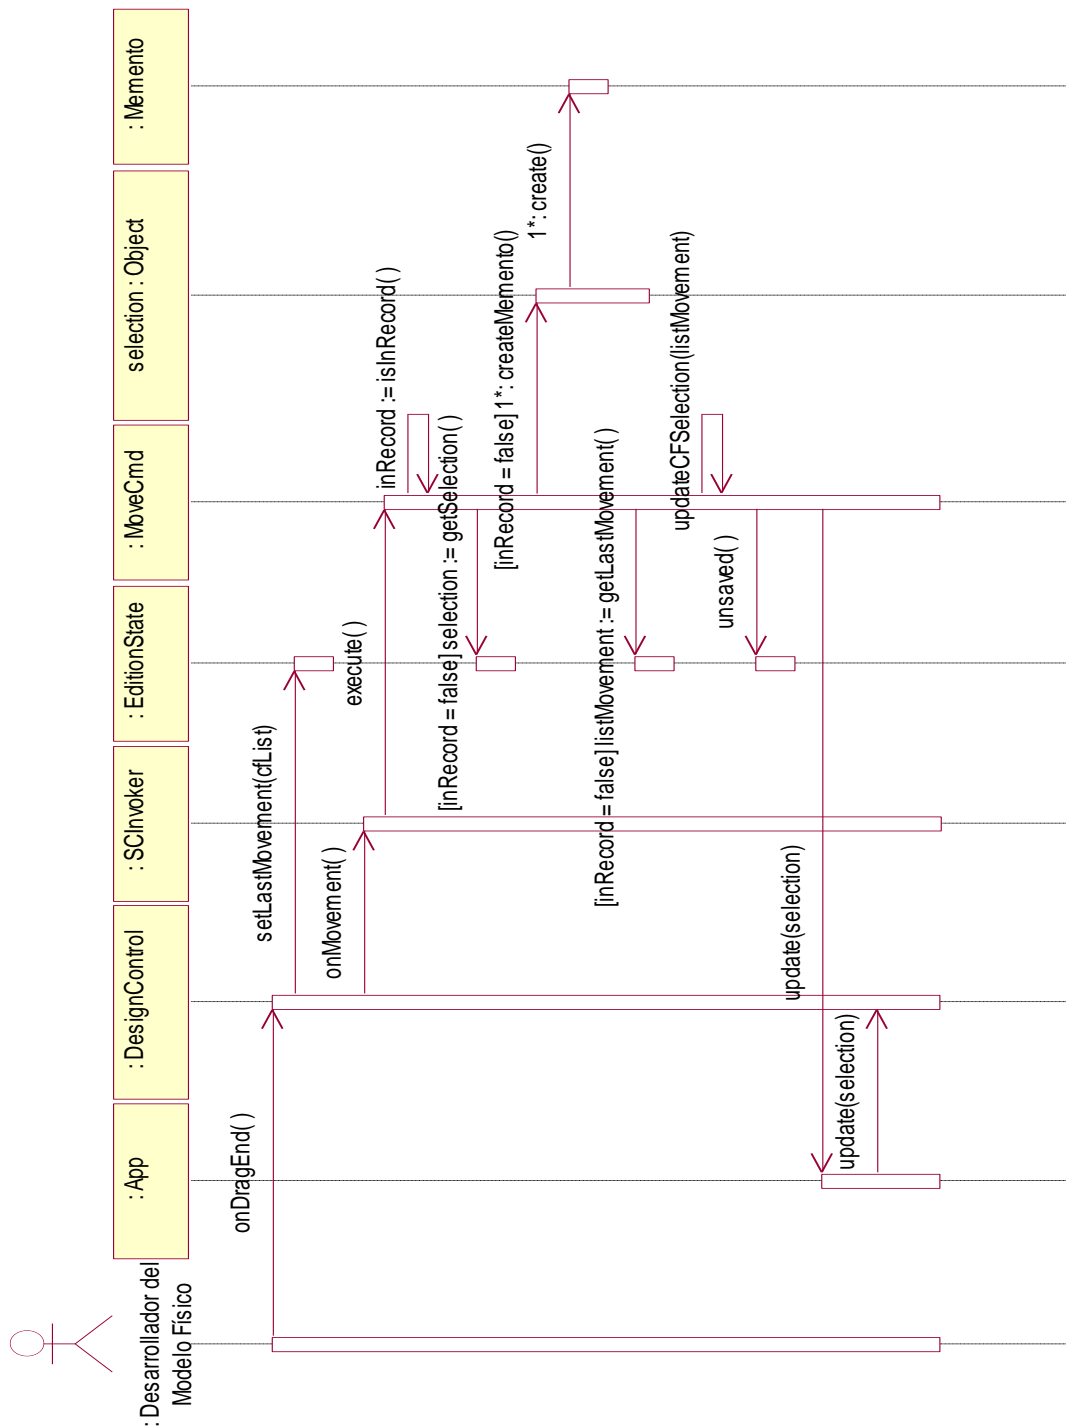 : Desarrollador del
Modelo Físico
: App
: DesignControl
: SCInvoker
: EditionState
: MoveCmd
selection : Object
: Memento
onDragEnd( )
setLastMovement(cfList)
onMovement( )
execute( )
inRecord := isInRecord( )
[inRecord = false] selection := getSelection( )
[inRecord = false] 1*: createMemento()
1*: create()
[inRecord = false] listMovement := getLastMovement( )
updateCFSelection(listMovement)
unsaved( )
update(selection)
update(selection)